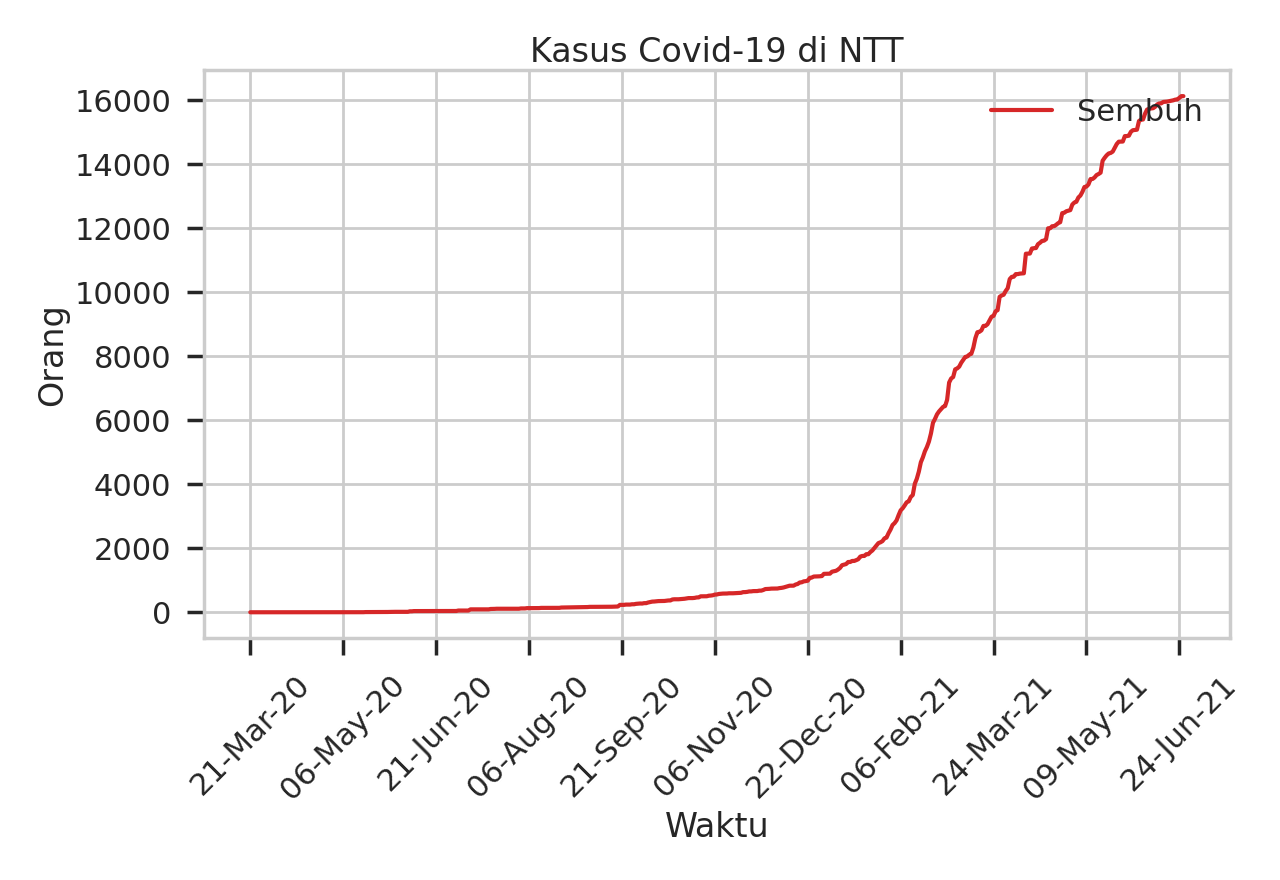 Kasus Covid-19 di NTT
Sembuh
16000
14000
12000
10000
8000
6000
4000
2000
0
Orang
21-Mar-20
06-May-20
21-Jun-20
06-Aug-20
21-Sep-20
06-Nov-20
22-Dec-20
06-Feb-21
24-Mar-21
09-May-21
24-Jun-21
Waktu